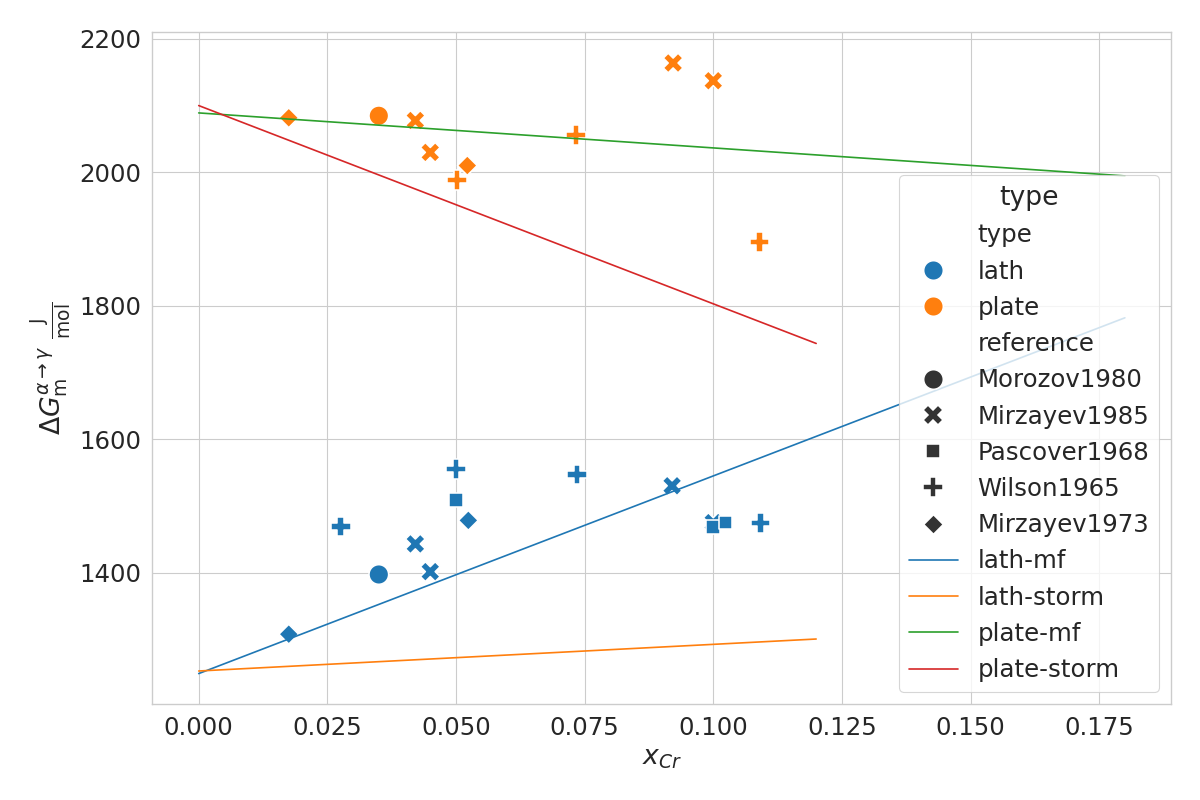 2200
2000
1800
1600
1400
ΔG_m^{α→γ} J/mol
0.000 0.025 0.050 0.075 0.100 0.125 0.150 0.175
x_{Cr}
type
type
lath
plate
reference
Morozov1980
Mirzayev1985
Pascover1968
Wilson1965
Mirzayev1973
lath-mf
lath-storm
plate-mf
plate-storm